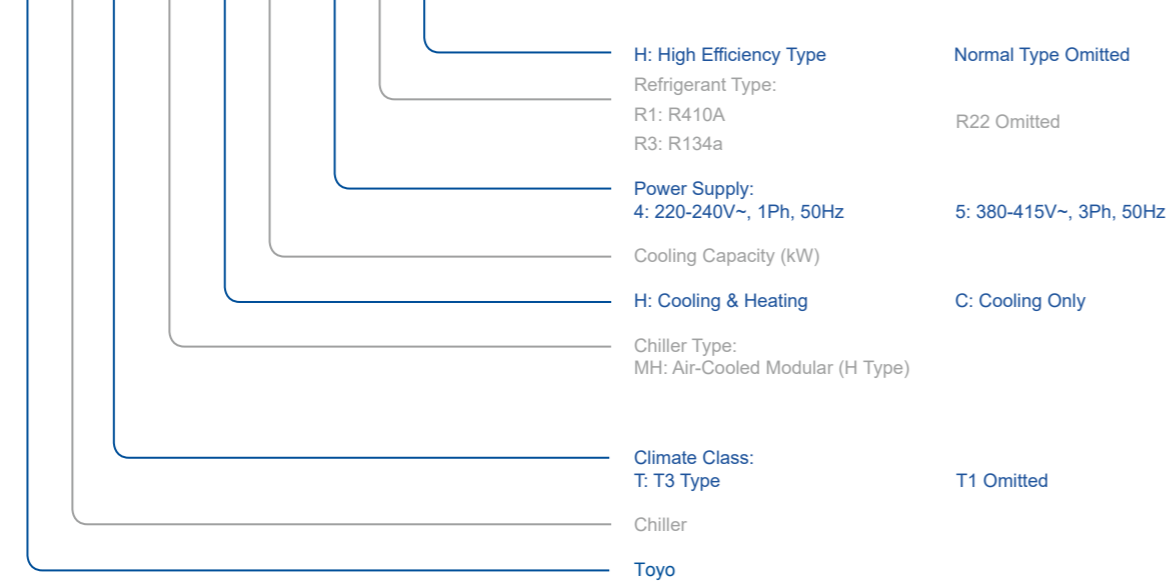 H: High Efficiency Type Normal Type Omitted
Refrigerant Type:
R1: R410A
R22 Omitted
R3: R134a
Power Supply:
4: 220-240V~, 1Ph, 50Hz 5: 380-415V~, 3Ph, 50Hz
Cooling Capacity (kW)
H: Cooling & Heating C: Cooling Only
Chiller Type:
MH: Air-Cooled Modular (H Type)
Climate Class:
T: T3 Type T1 Omitted
Chiller
Toyo